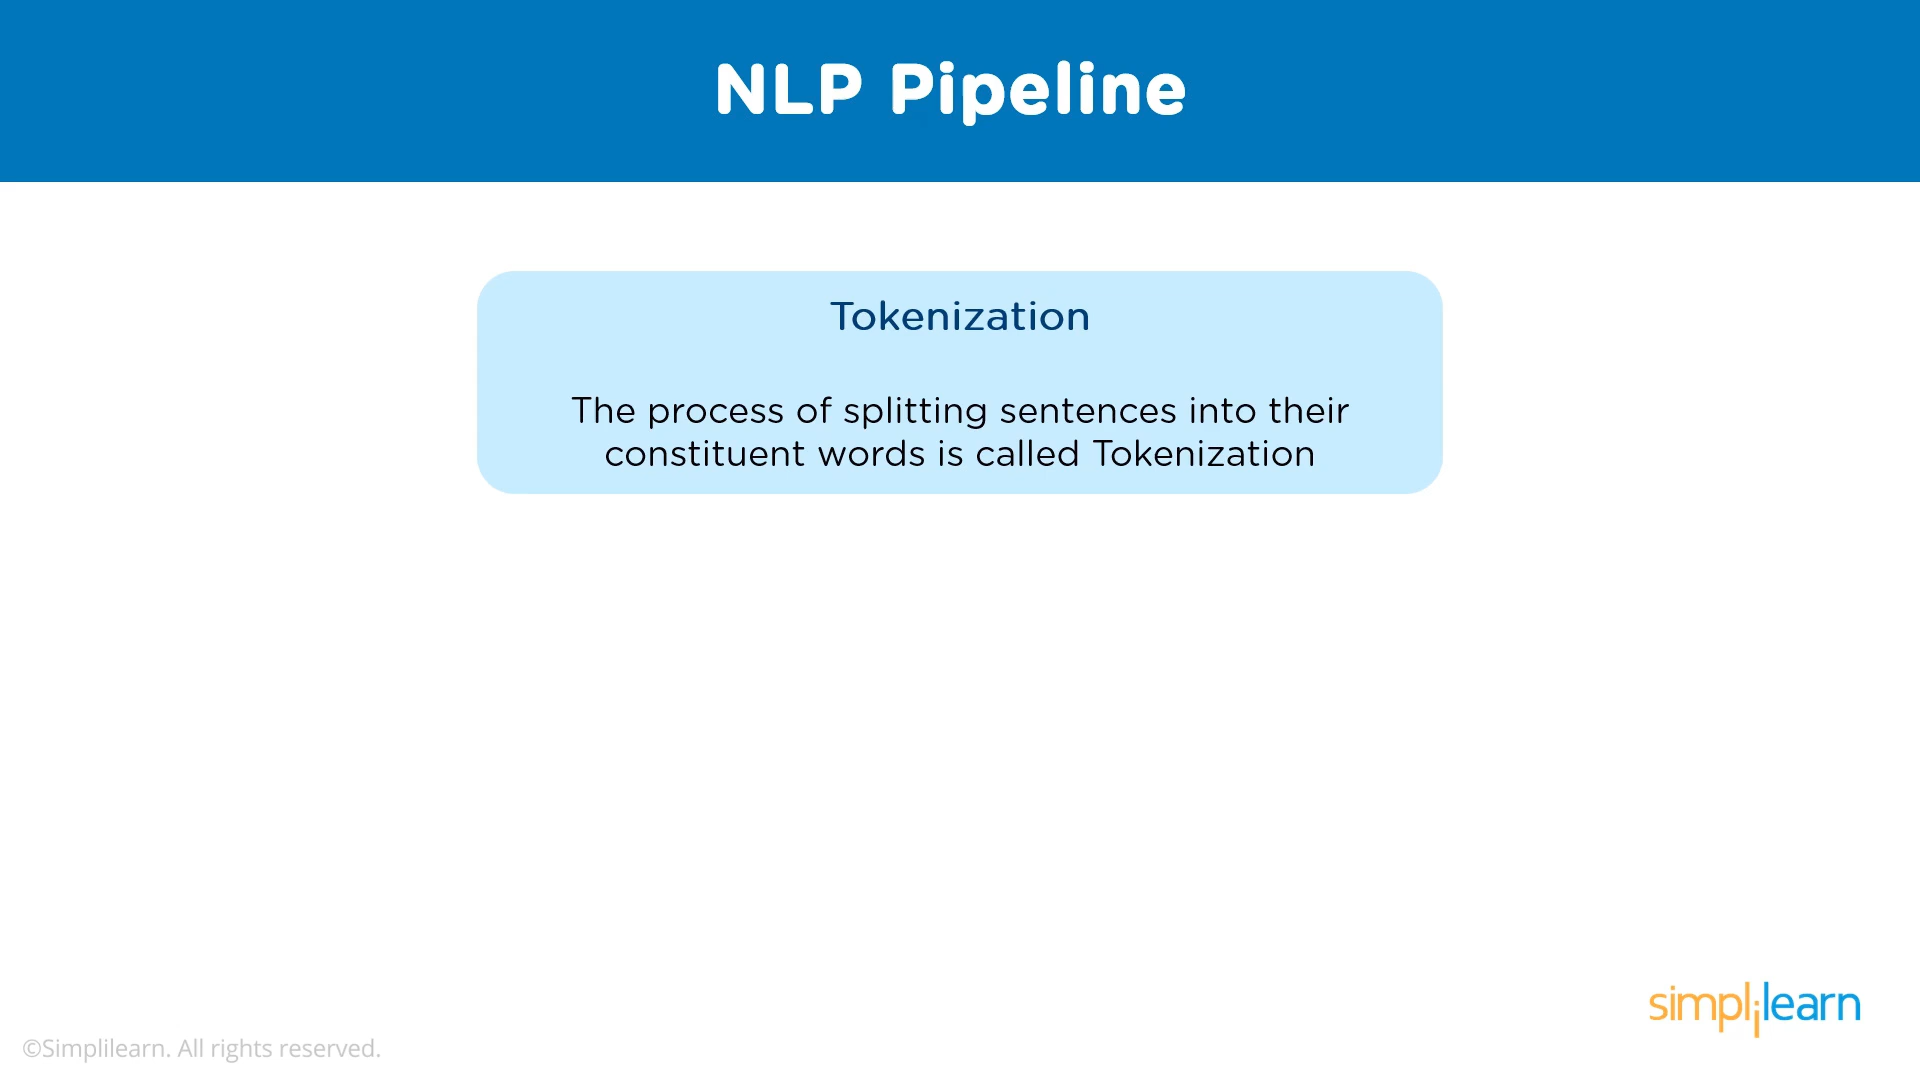 NLP Pipeline
Tokenization
The process of splitting sentences into their
constituent words is called Tokenization
simplilearn
©Simplilearn. All rights reserved.